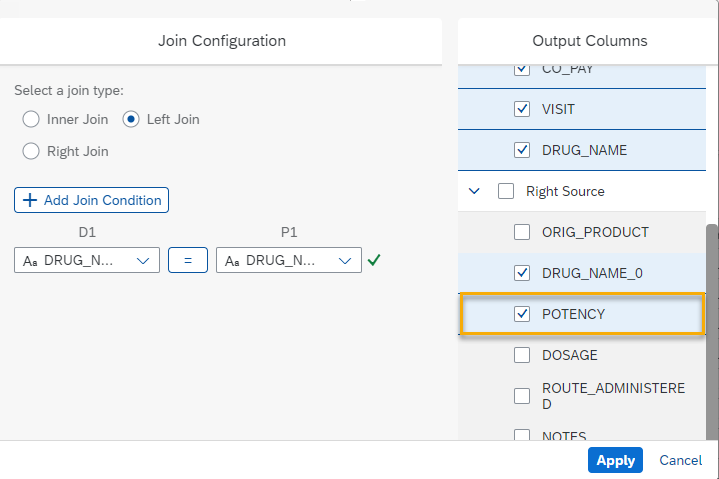 Join Configuration
Select a join type:
Inner Join
Left Join
Right Join
+ Add Join Condition
D1
P1
Aa DRUG_N...
=
Aa DRUG_N...
Output Columns
CO_PAY
VISIT
DRUG_NAME
Right Source
ORIG_PRODUCT
DRUG_NAME_0
POTENCY
DOSAGE
ROUTE_ADMINISTERE
D
NOTES
Apply
Cancel